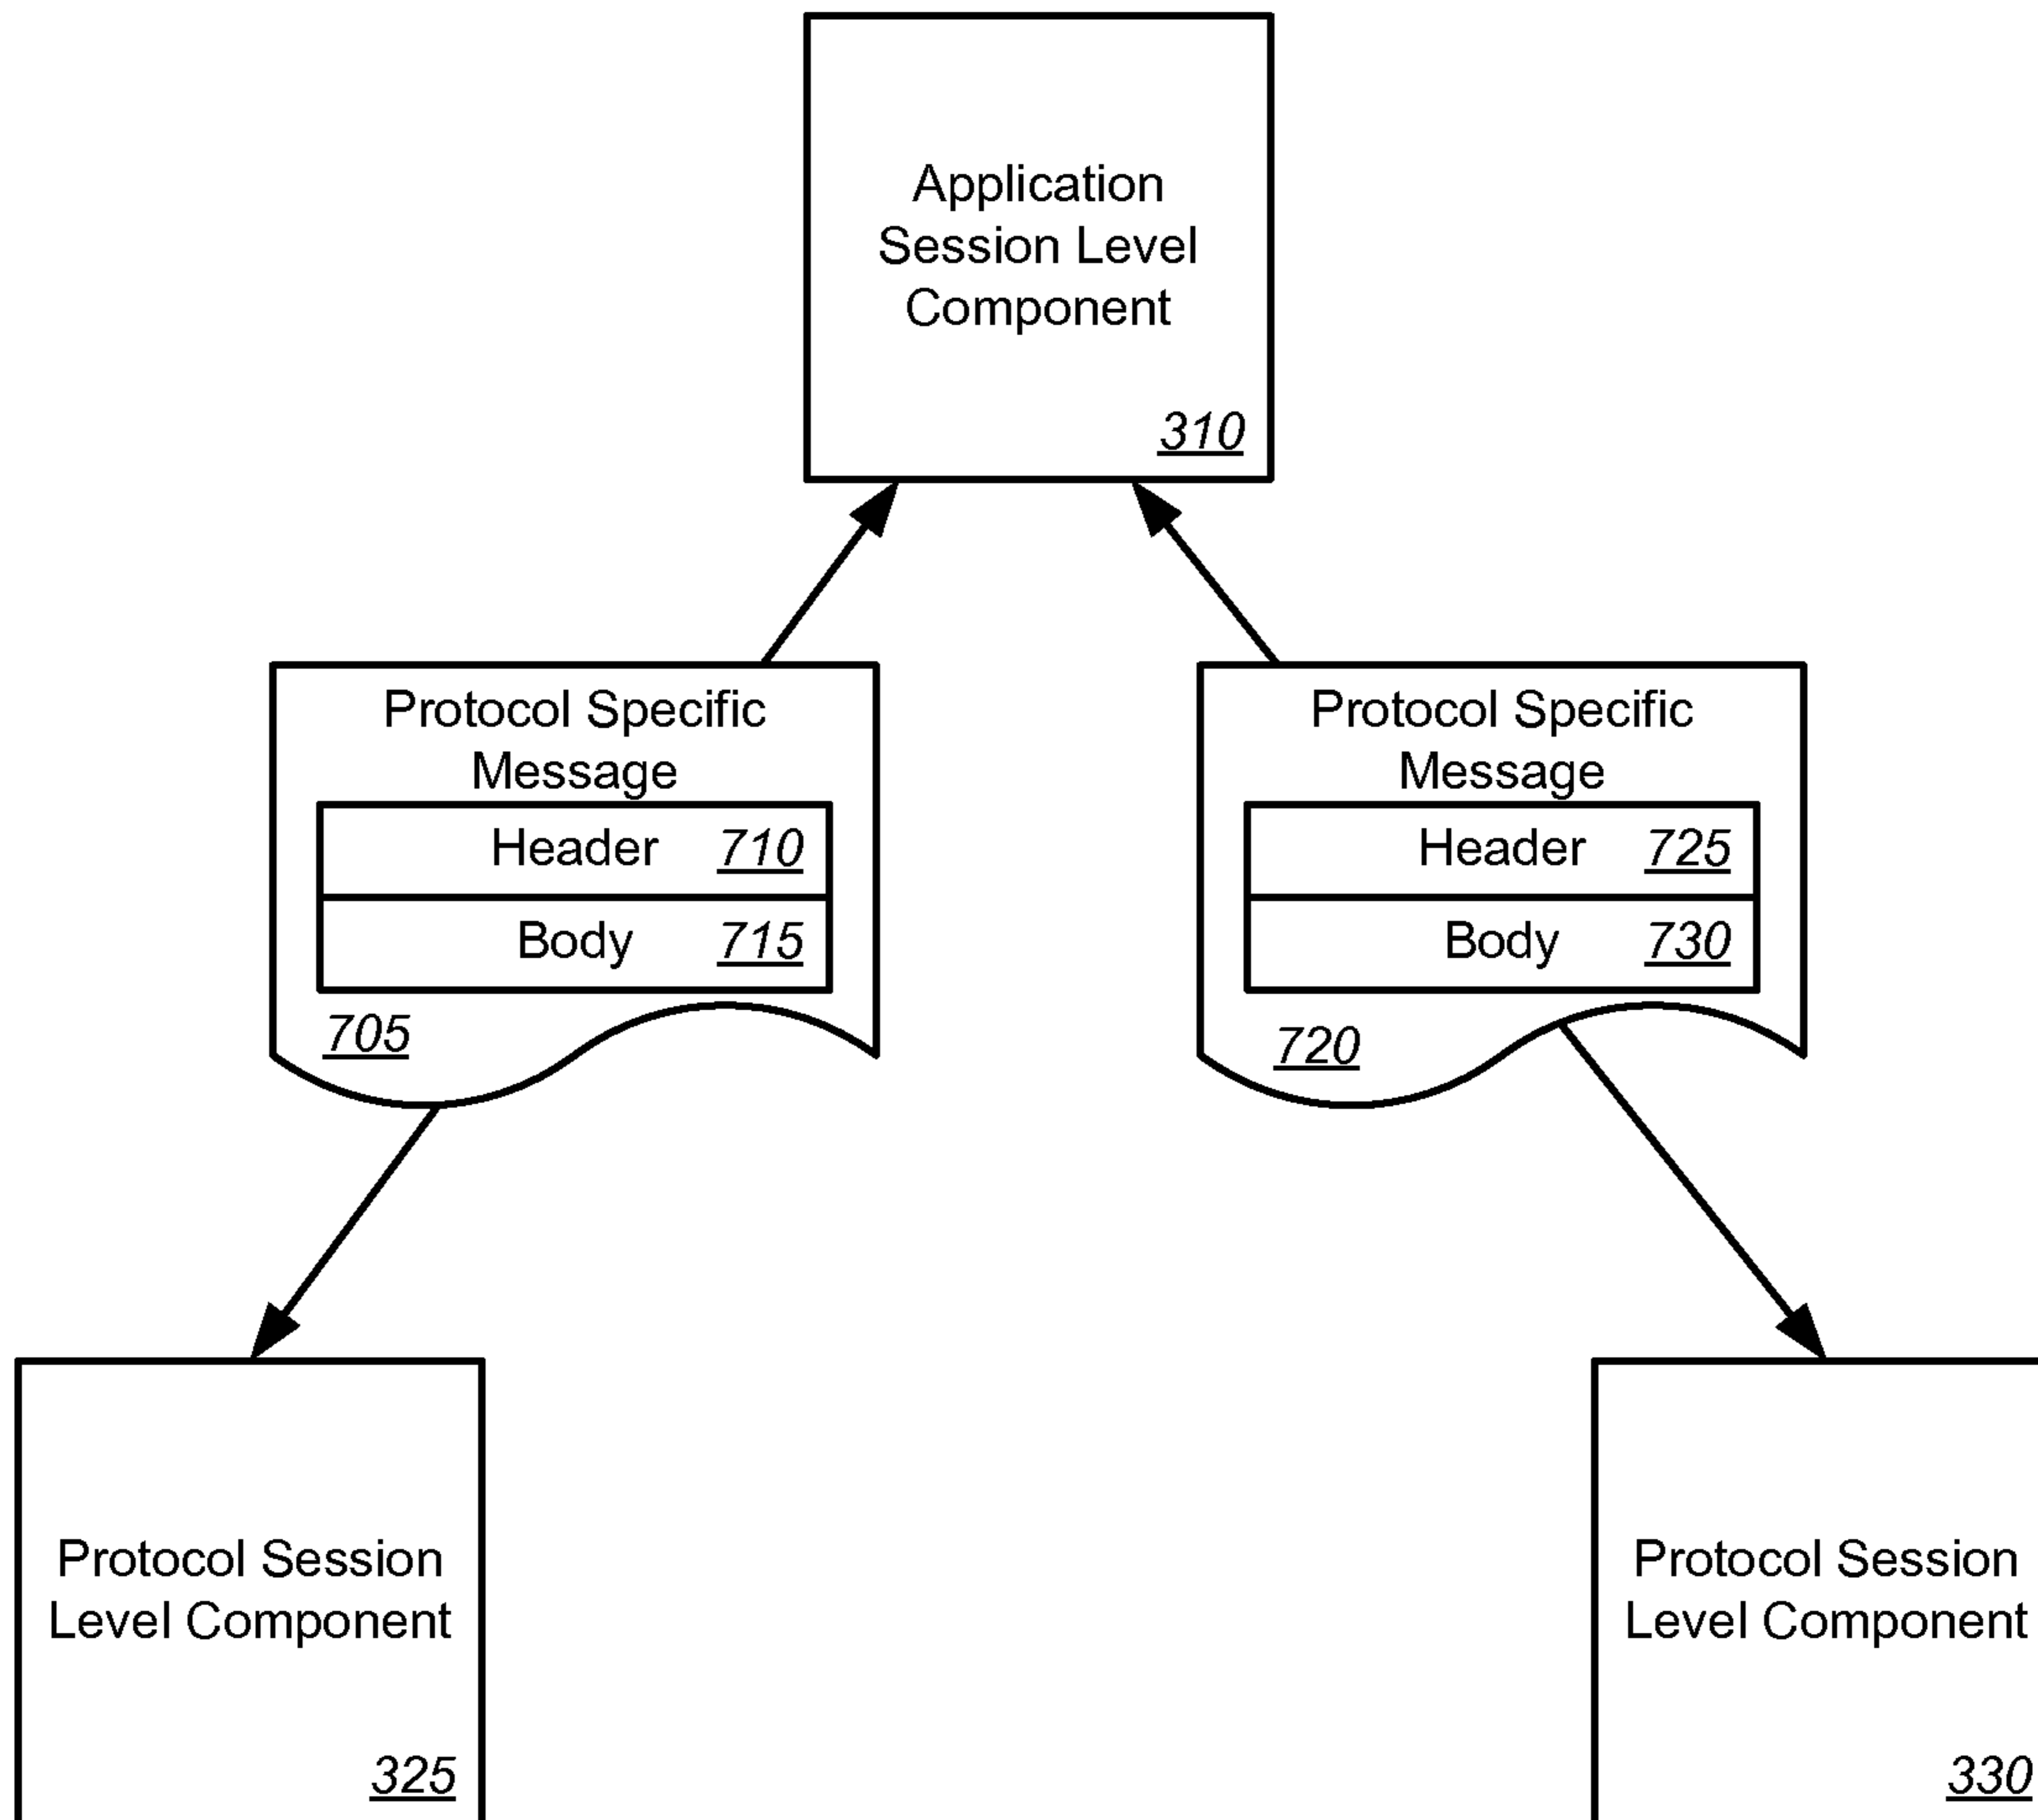 Application
Session Level
Component
310
Protocol Specific
Message
Header 710
Body 715
705
Protocol Specific
Message
Header 725
Body 730
720
Protocol Session
Level Component
325
Protocol Session
Level Component
330